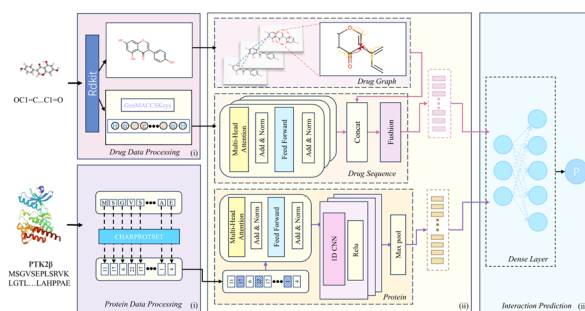 OC1=C...C1=O
Rdkit
GenMACCSKeys
Drug Data Processing
(i)
Drug Graph
Multi-Head Attention
Add & Norm
Feed Forward
Add & Norm
Concat
Fushion
Drug Sequence
PTK2β
MSGVSEPLSRVK
LGTL...LAHPPAE
M S G V S A E
CHARPROTSET
Protein Data Processing
(i)
Multi-Head Attention
Add & Norm
Feed Forward
Add & Norm
1D CNN
Relu
Max pool
Protein
(ii)
Dense Layer
P
Interaction Prediction